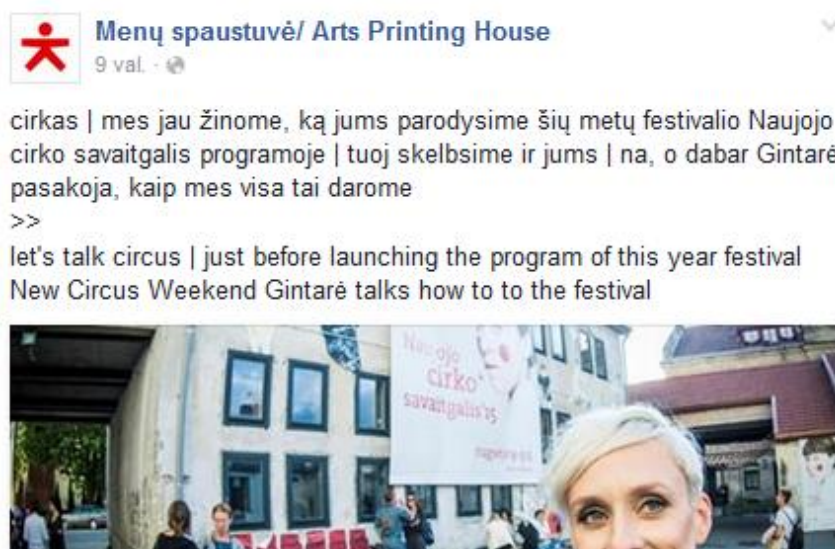 Menų spaustuvė/ Arts Printing House
9 val. ·
cirkas | mes jau žinome, ką jums parodysime šių metų festivalio Naujojo
cirko savaitgalis programoje | tuoj skelbsime ir jums | na, o dabar Gintarė
pasakoja, kaip mes visa tai darome
>>
let's talk circus | just before launching the program of this year festival
New Circus Weekend Gintarė talks how to to the festival
Naujojo
cirko
savaitgalis'15